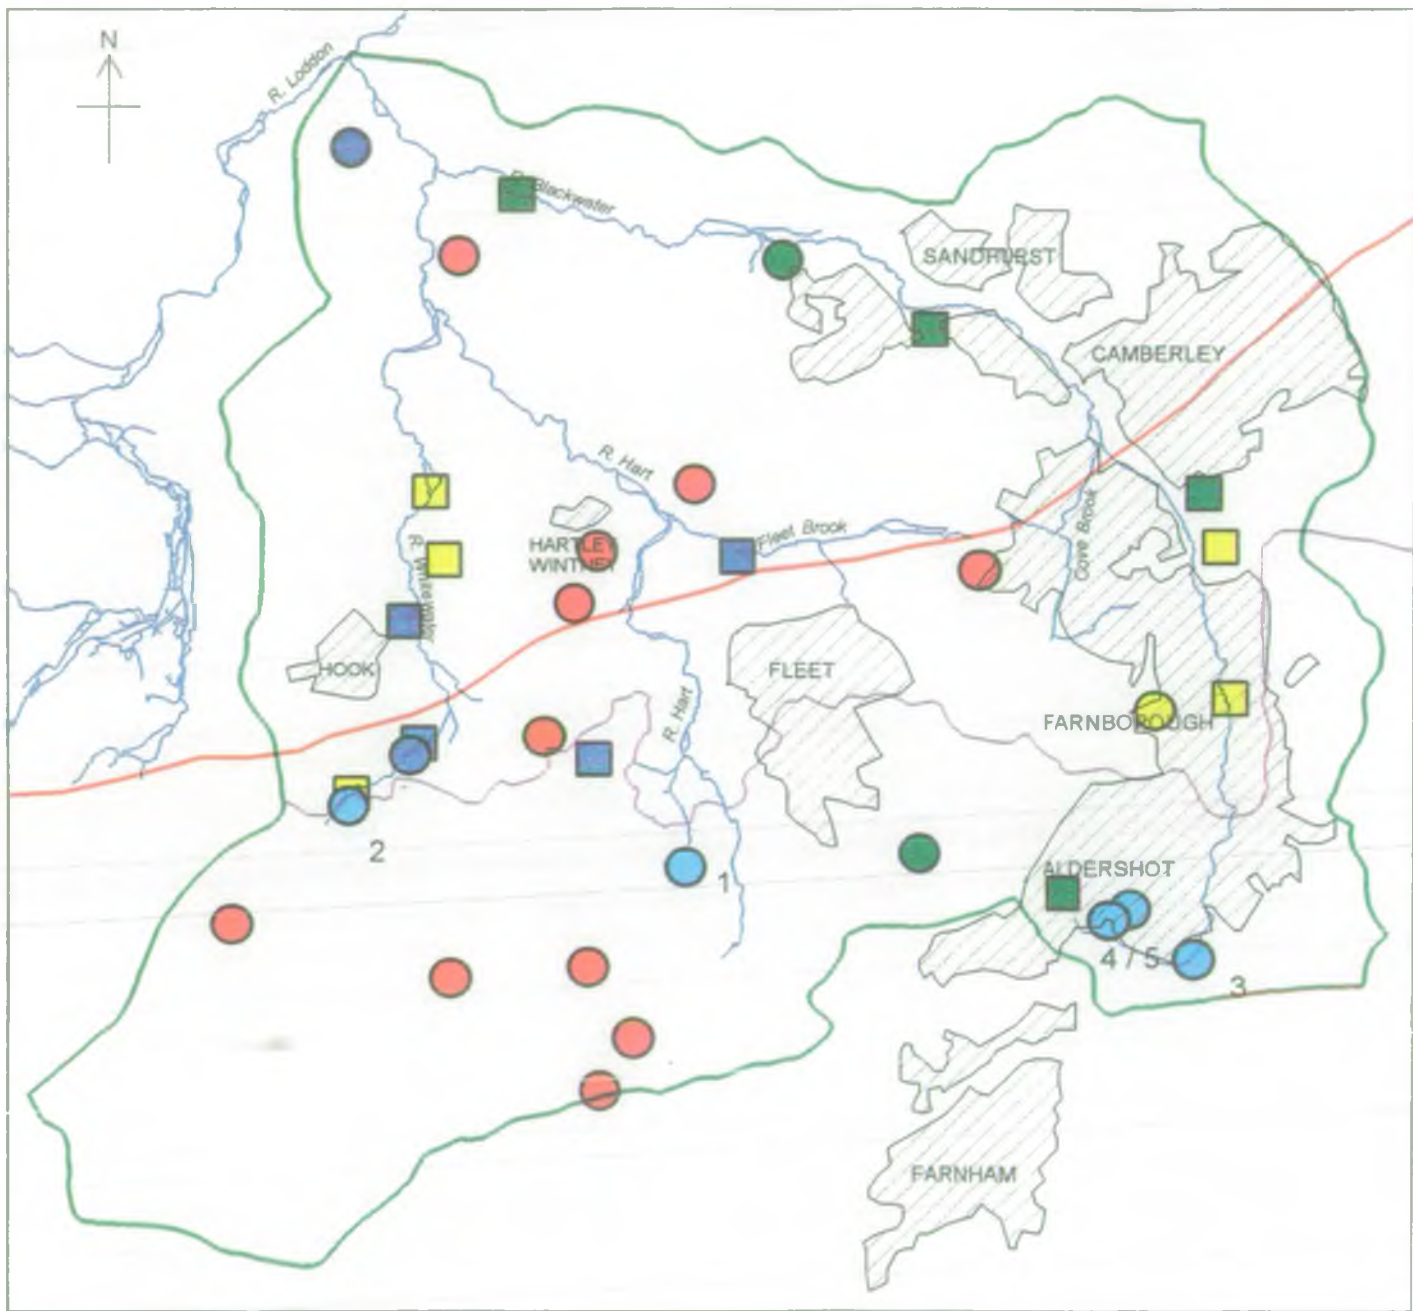 N
R. Loddon
R. Blackwater
SANDHURST
CAMBERLEY
R. Hart
Fleet Brook
Cove Brook
HARTLEY
WINTNEY
R. Whitewater
HOOK
FLEET
R. Hart
FARNBOROUGH
2
1
ALDERSHOT
4 / 5
3
FARNHAM